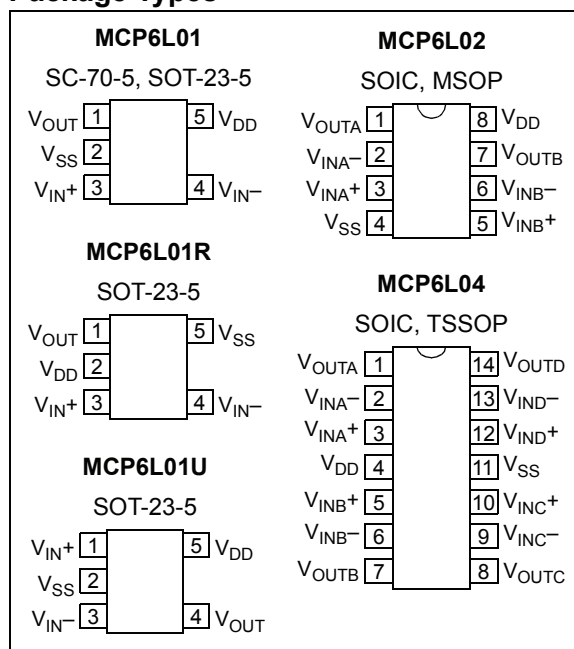 Package Types
MCP6L01
SC-70-5, SOT-23-5
VOUT 1 5 VDD
VSS 2
VIN+ 3 4 VIN–
MCP6L01R
SOT-23-5
VOUT 1 5 VSS
VDD 2
VIN+ 3 4 VIN–
MCP6L01U
SOT-23-5
VIN+ 1 5 VDD
VSS 2
VIN– 3 4 VOUT
MCP6L02
SOIC, MSOP
VOUTA 1 8 VDD
VINA– 2 7 VOUTB
VINA+ 3 6 VINB–
VSS 4 5 VINB+
MCP6L04
SOIC, TSSOP
VOUTA 1 14 VOUTD
VINA– 2 13 VIND–
VINA+ 3 12 VIND+
VDD 4 11 VSS
VINB+ 5 10 VINC+
VINB– 6 9 VINC–
VOUTB 7 8 VOUTC